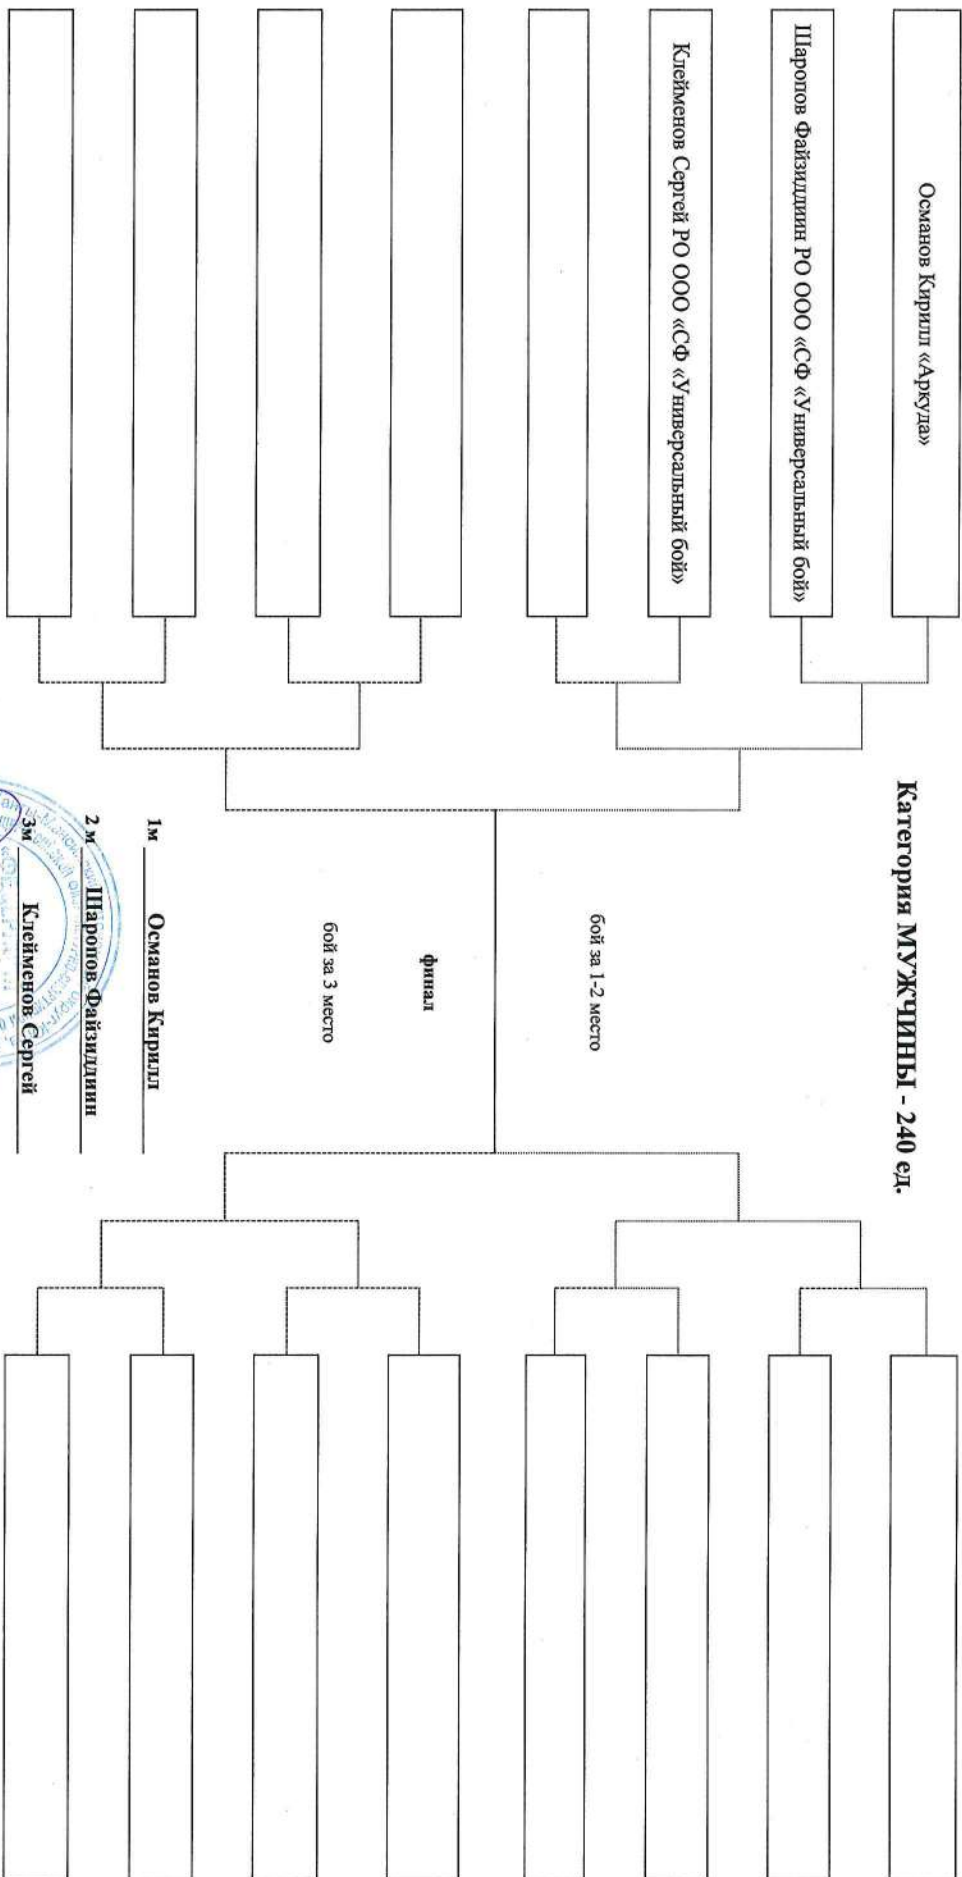 Категория МУЖЧИНЫ - 240 ед.
Османов Кирилл «Аркуда»
Шаропов Файзиддиин РО ООО «СФ «Универсальный бой»
Клейменов Сергей РО ООО «СФ «Универсальный бой»
бой за 1-2 место
финал
бой за 3 место
1м Османов Кирилл
2 м Шаропов Файзиддиин
3м Клейменов Сергей